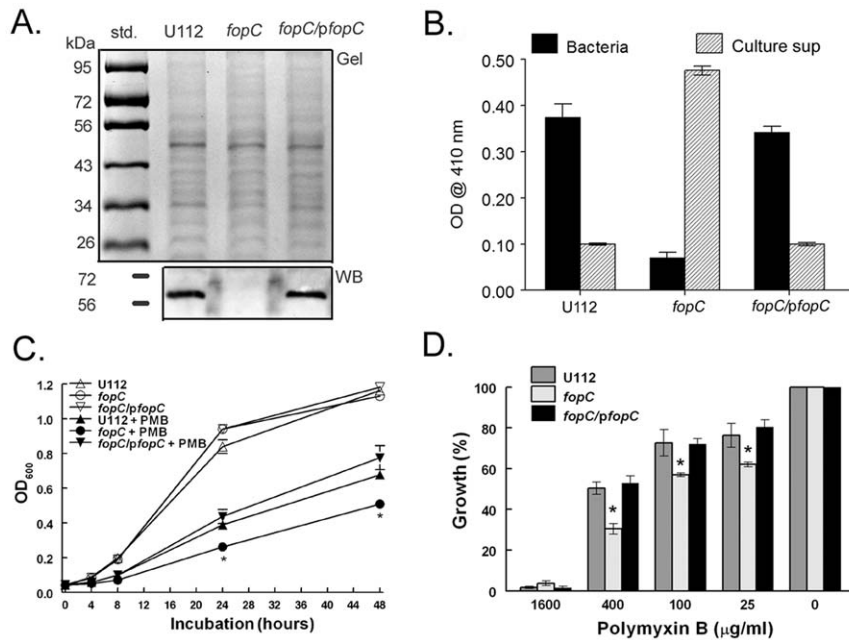 A.
std. U112 fopC fopC/pfopC
kDa
Gel
95
72
56
43
34
26
72
56
WB
B.
Bacteria Culture sup
OD @ 410 nm
0.50
0.40
0.30
0.20
0.10
0.00
U112 fopC fopC/pfopC
C.
U112
fopC
fopC/pfopC
U112 + PMB
fopC + PMB
fopC/pfopC + PMB
OD600
1.2
1.0
0.8
0.6
0.4
0.2
0.0
* *
0 4 8 12 16 20 24 28 32 36 40 44 48
Incubation (hours)
D.
U112
fopC
fopC/pfopC
Growth (%)
100
80
60
40
20
0
* * *
1600 400 100 25 0
Polymyxin B (µg/ml)